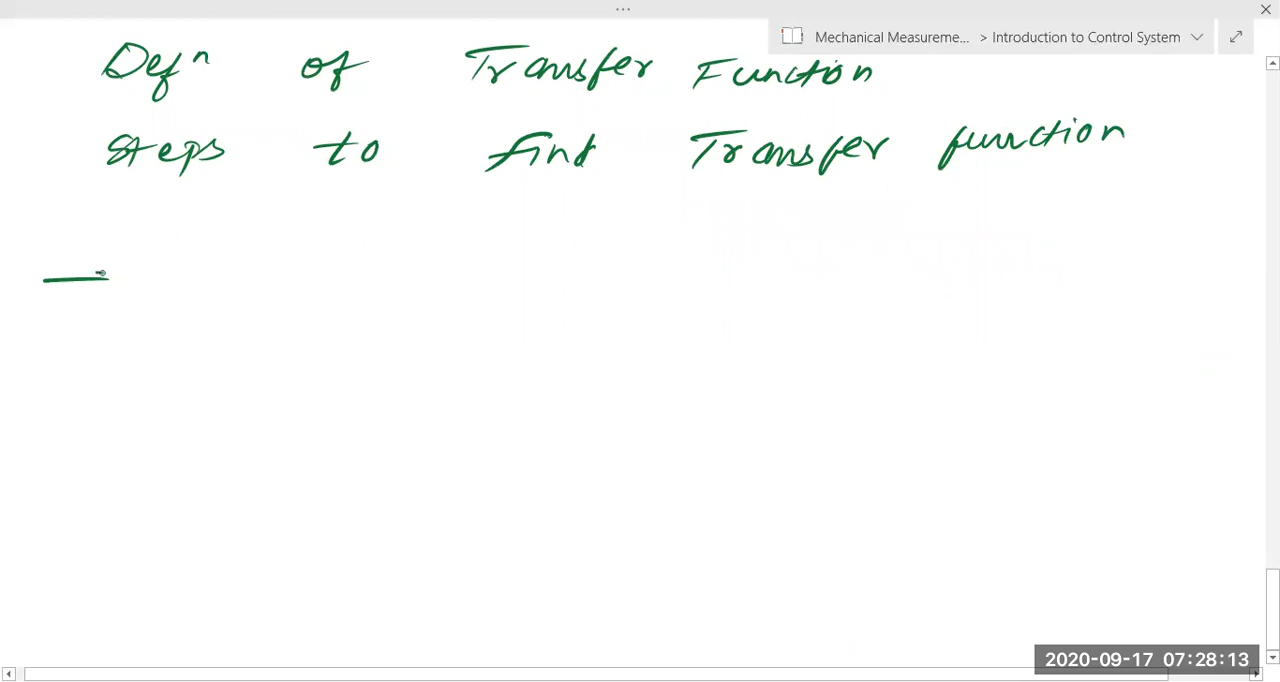 Mechanical Measureme... > Introduction to Control System
Defⁿ of Transfer Function
Steps to find Transfer function
2020-09-17 07:28:13